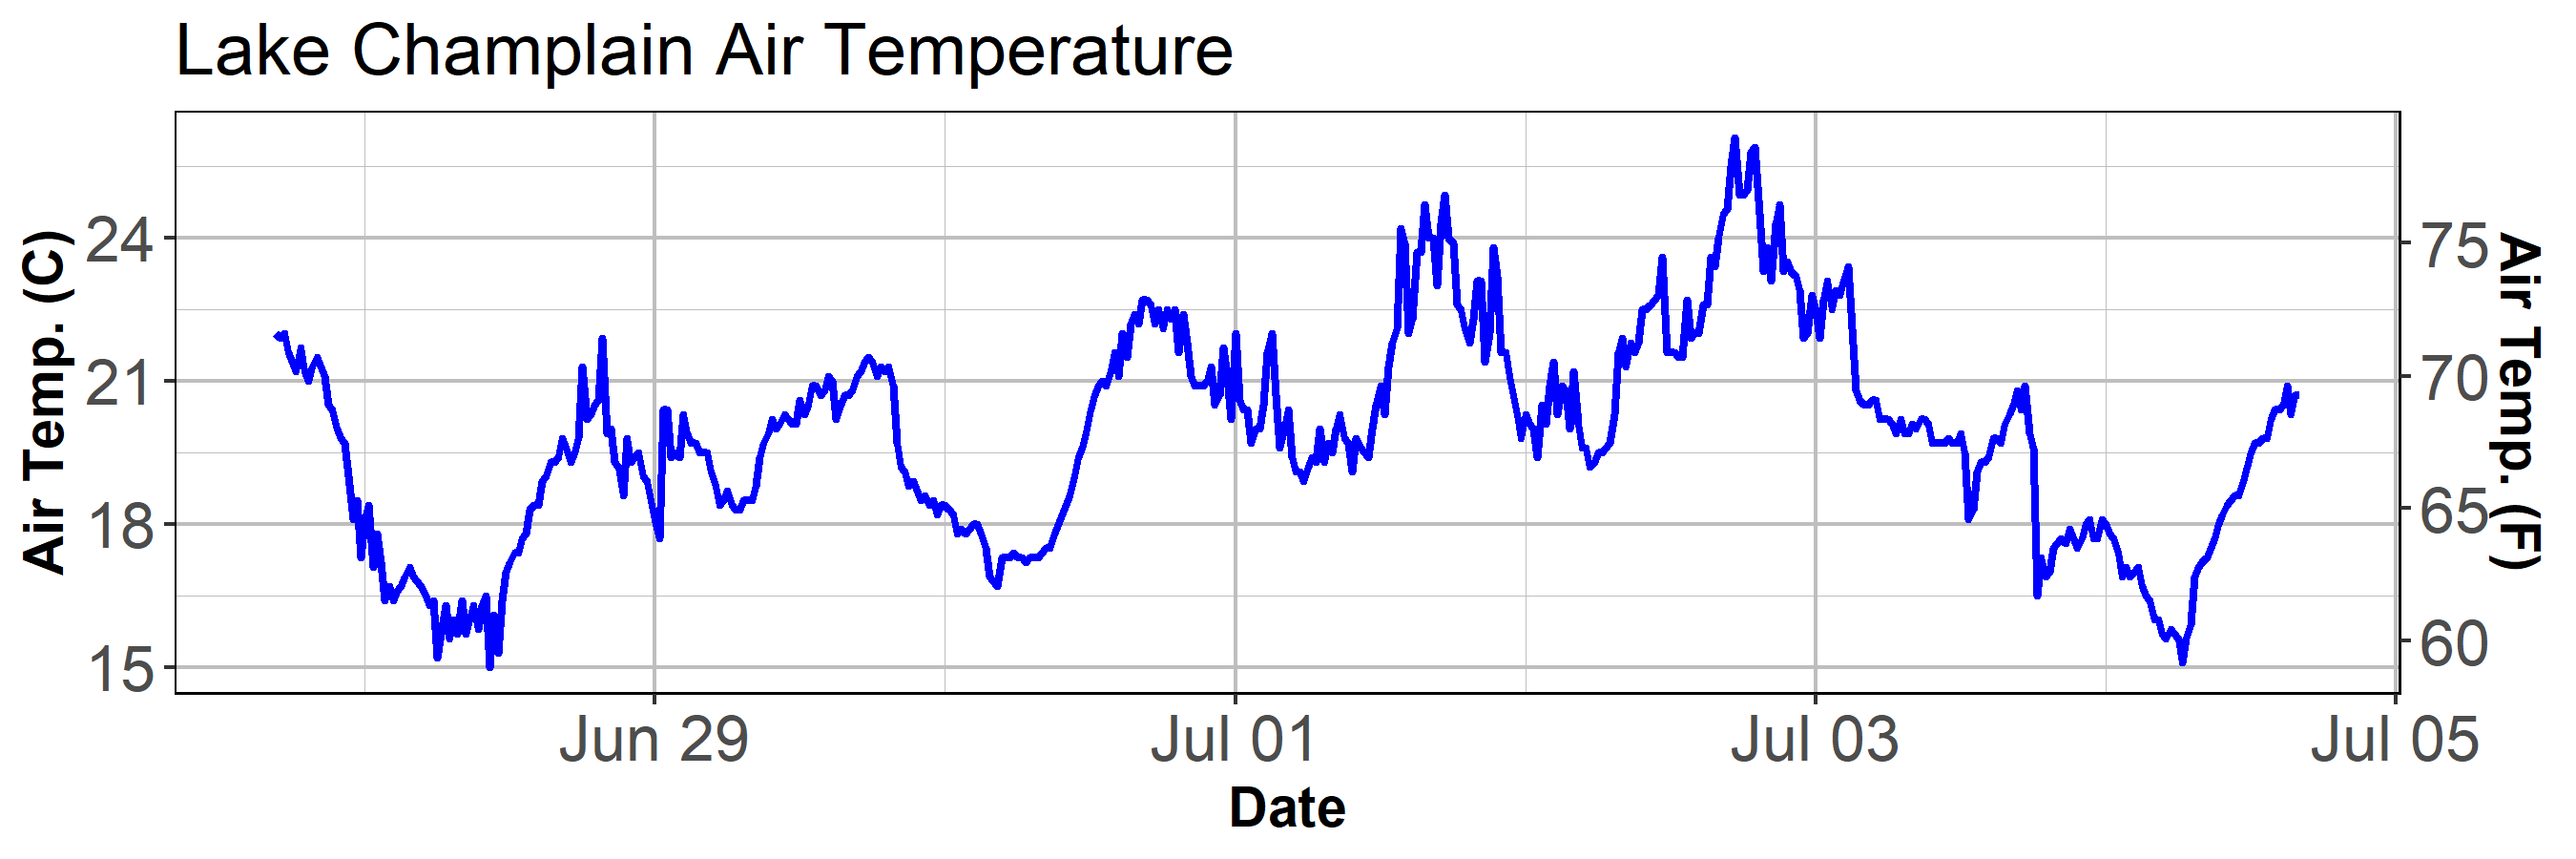 Lake Champlain Air Temperature
Air Temp. (C)
24
21
18
15
75
70
65
60
Air Temp. (F)
Jun 29
Jul 01
Jul 03
Jul 05
Date